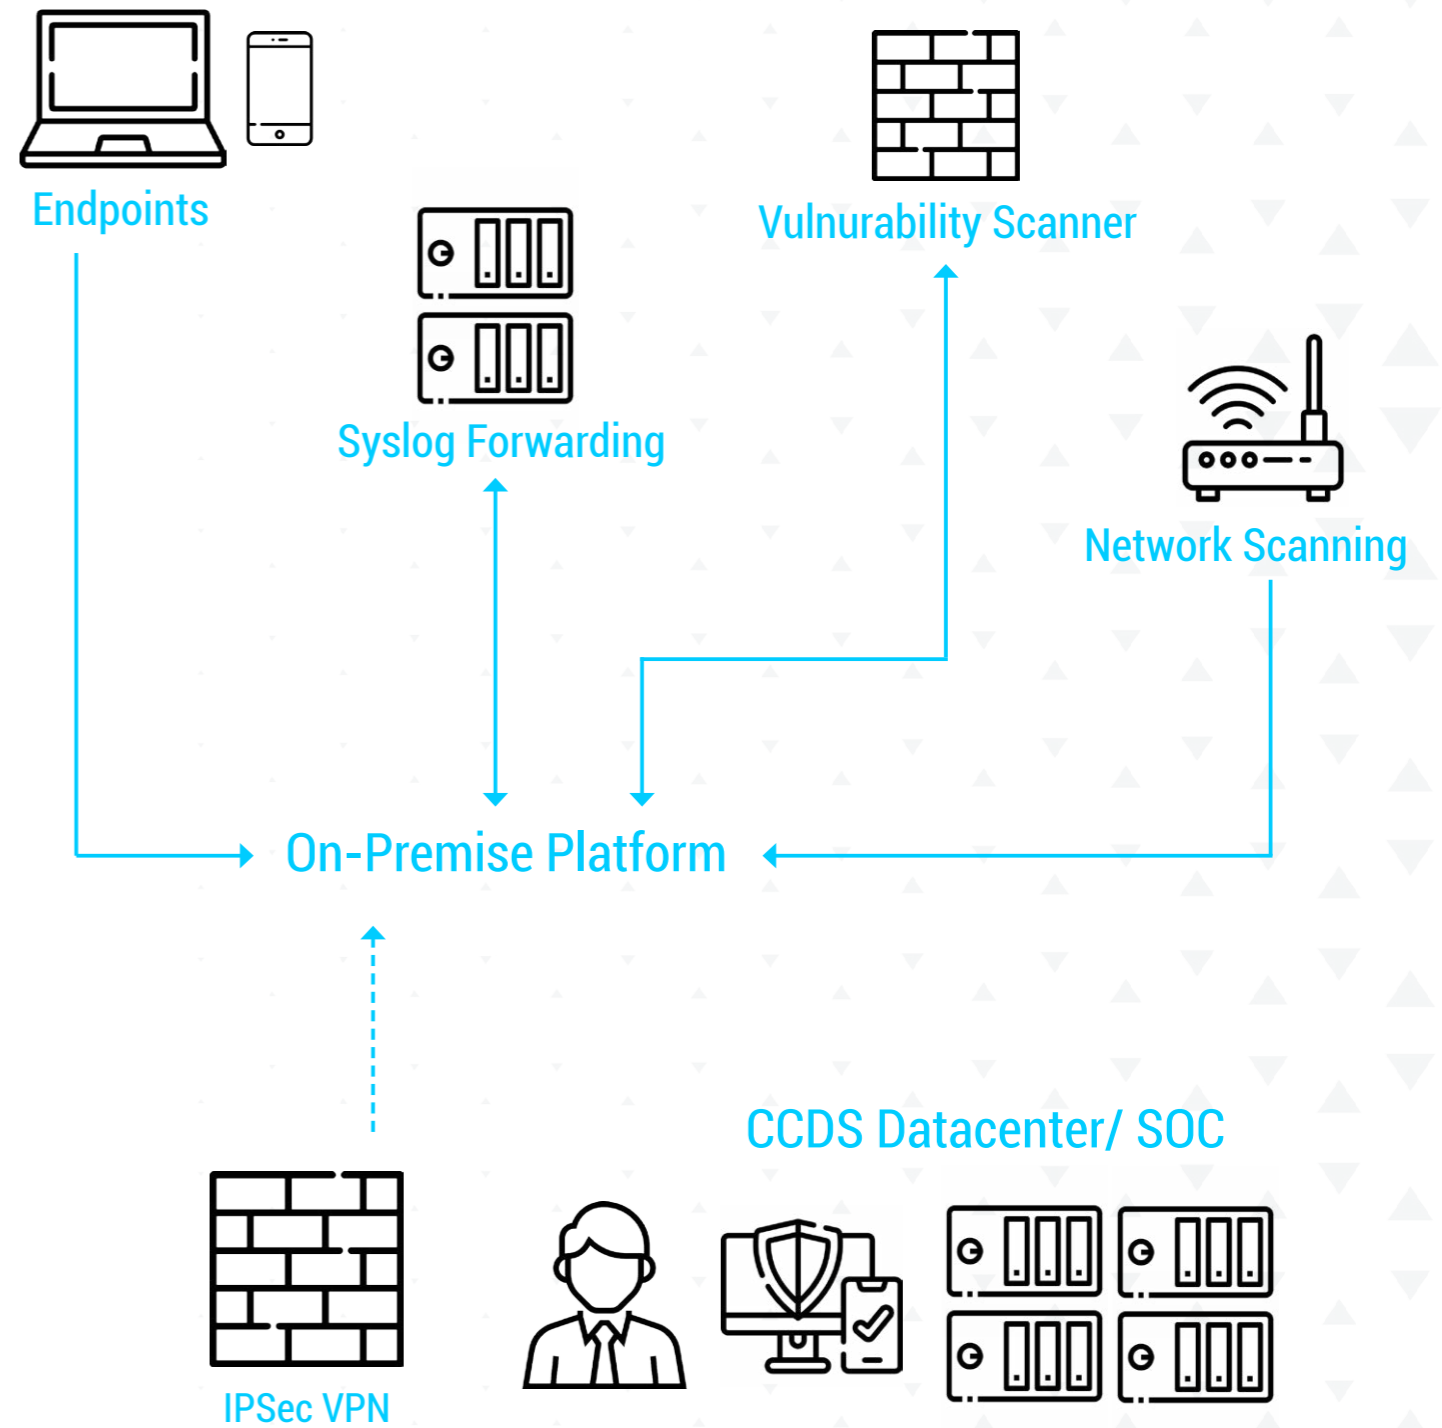 Endpoints
Vulnurability Scanner
Syslog Forwarding
Network Scanning
On-Premise Platform
CCDS Datacenter/ SOC
IPSec VPN